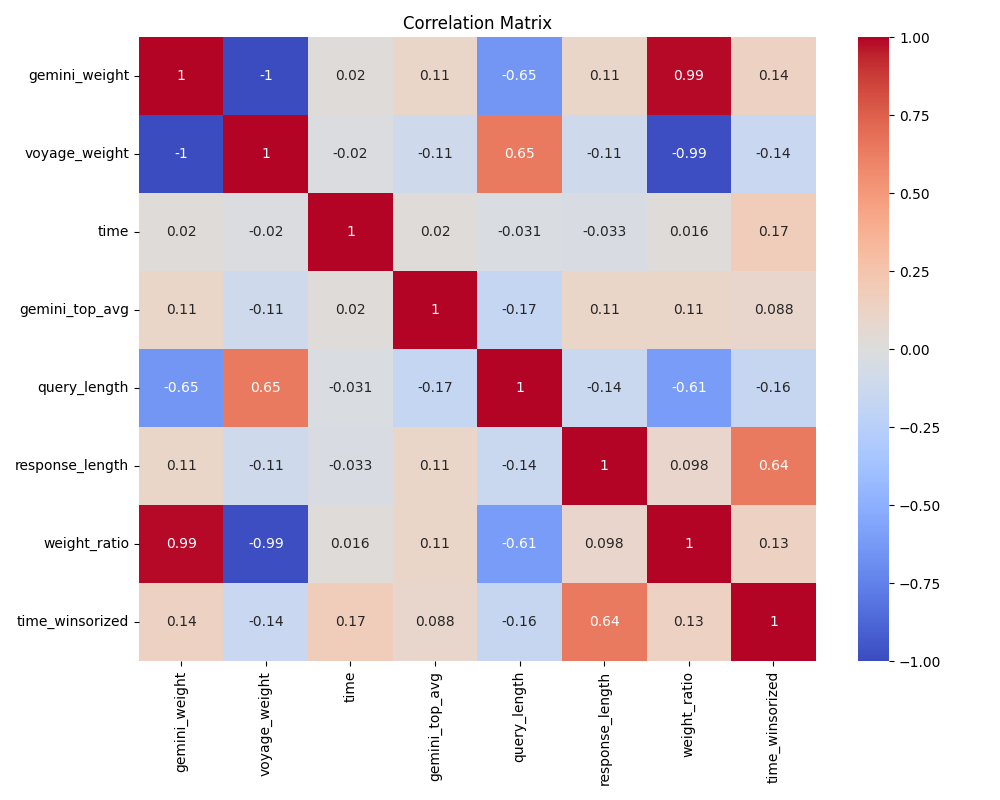 Correlation Matrix
gemini_weight 1 -1 0.02 0.11 -0.65 0.11 0.99 0.14
voyage_weight -1 1 -0.02 -0.11 0.65 -0.11 -0.99 -0.14
time 0.02 -0.02 1 0.02 -0.031 -0.033 0.016 0.17
gemini_top_avg 0.11 -0.11 0.02 1 -0.17 0.11 0.11 0.088
query_length -0.65 0.65 -0.031 -0.17 1 -0.14 -0.61 -0.16
response_length 0.11 -0.11 -0.033 0.11 -0.14 1 0.098 0.64
weight_ratio 0.99 -0.99 0.016 0.11 -0.61 0.098 1 0.13
time_winsorized 0.14 -0.14 0.17 0.088 -0.16 0.64 0.13 1
gemini_weight
voyage_weight
time
gemini_top_avg
query_length
response_length
weight_ratio
time_winsorized
1.00
0.75
0.50
0.25
0.00
−0.25
−0.50
−0.75
−1.00